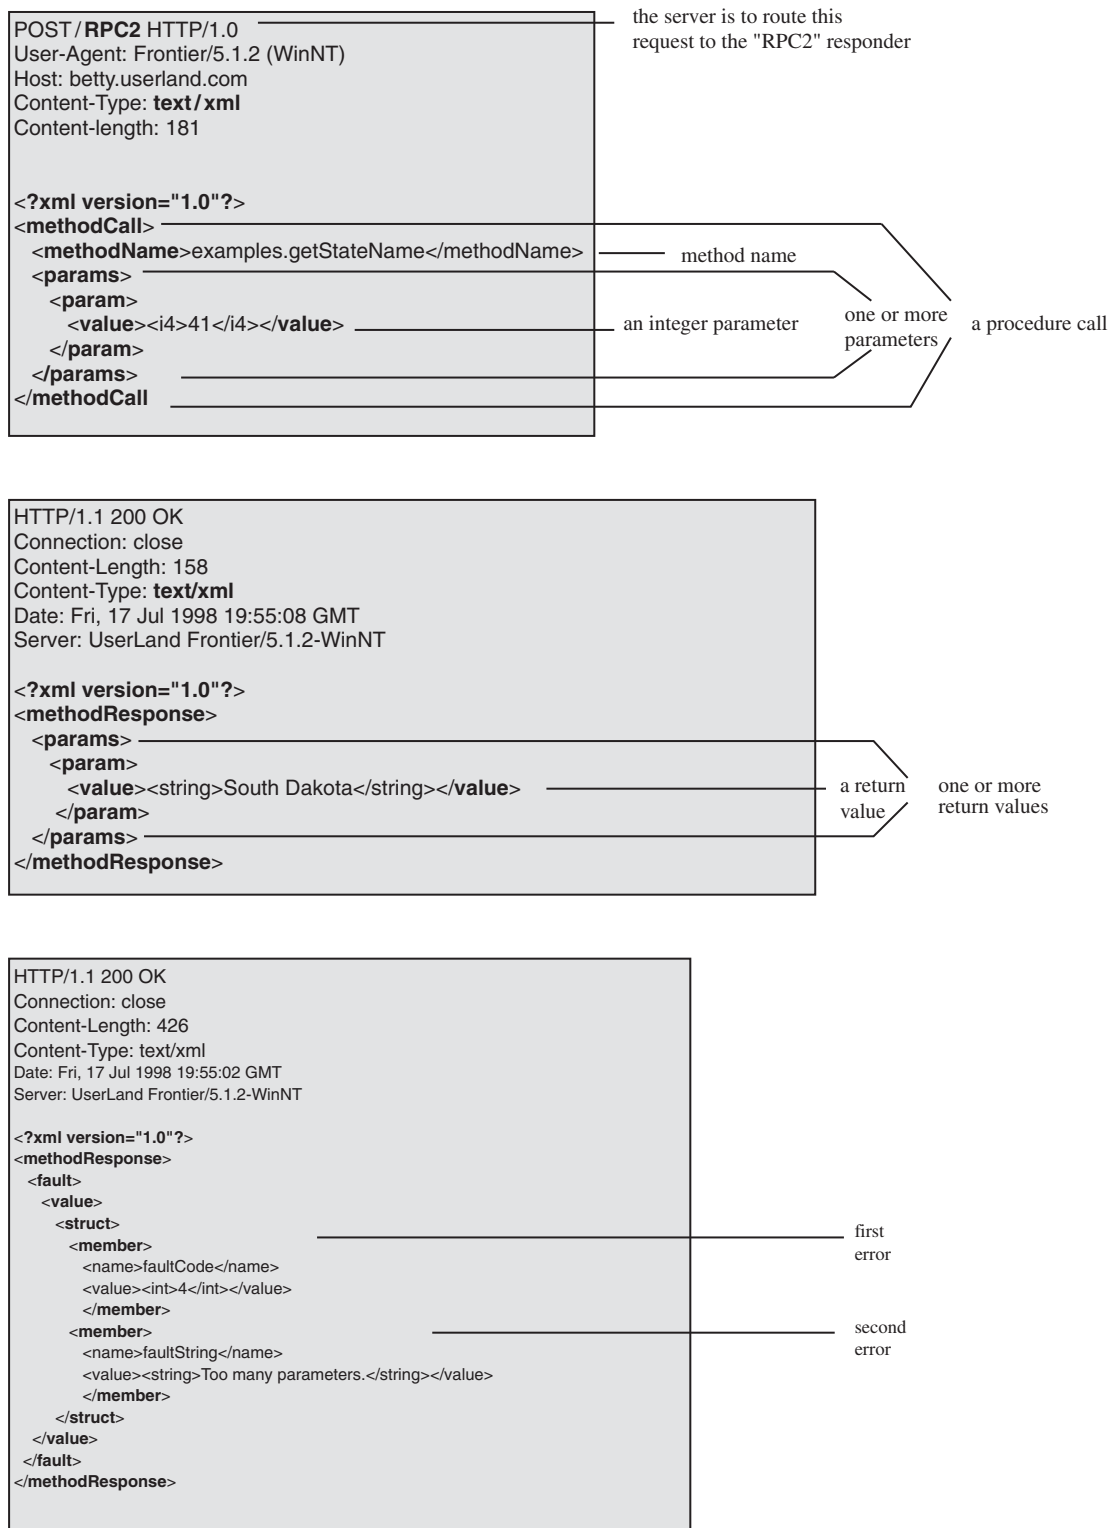 POST / RPC2 HTTP/1.0
the server is to route this
request to the "RPC2" responder
User-Agent: Frontier/5.1.2 (WinNT)
Host: betty.userland.com
Content-Type: text/xml
Content-length: 181
<?xml version="1.0"?>
<methodCall>
<methodName>examples.getStateName</methodName>
method name
<params>
<param>
<value><i4>41</i4></value>
an integer parameter
one or more
parameters
a procedure call
</param>
</params>
</methodCall
HTTP/1.1 200 OK
Connection: close
Content-Length: 158
Content-Type: text/xml
Date: Fri, 17 Jul 1998 19:55:08 GMT
Server: UserLand Frontier/5.1.2-WinNT
<?xml version="1.0"?>
<methodResponse>
<params>
<param>
<value><string>South Dakota</string></value>
a return
value
one or more
return values
</param>
</params>
</methodResponse>
HTTP/1.1 200 OK
Connection: close
Content-Length: 426
Content-Type: text/xml
Date: Fri, 17 Jul 1998 19:55:02 GMT
Server: UserLand Frontier/5.1.2-WinNT
<?xml version="1.0"?>
<methodResponse>
<fault>
<value>
<struct>
<member>
first
error
<name>faultCode</name>
<value><int>4</int></value>
</member>
<member>
second
error
<name>faultString</name>
<value><string>Too many parameters.</string></value>
</member>
</struct>
</value>
</fault>
</methodResponse>